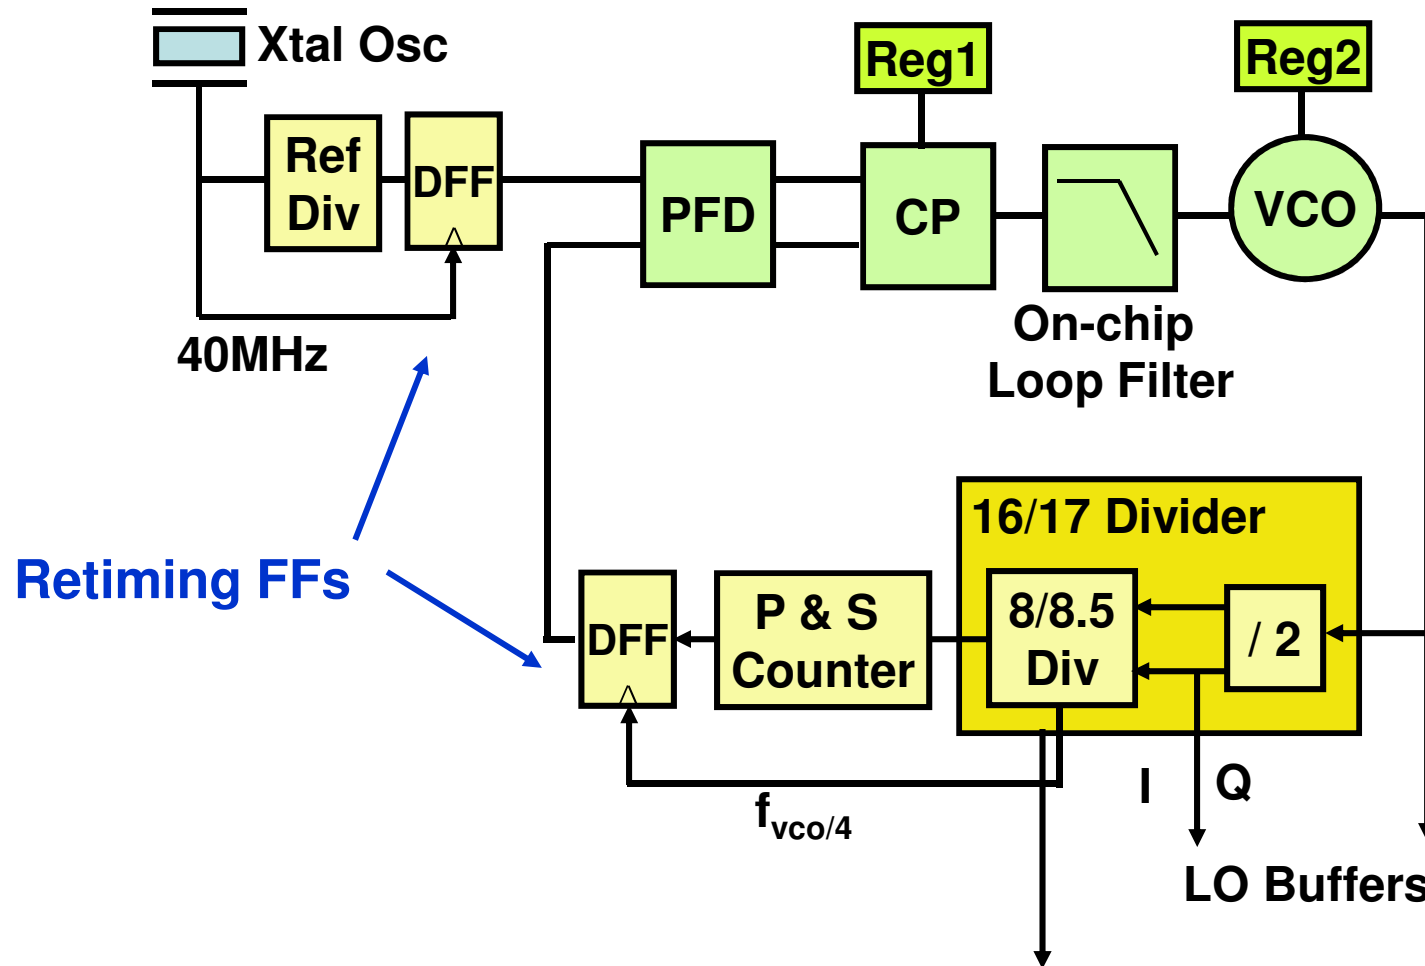 Xtal Osc
Reg1
Reg2
Ref
Div
DFF
PFD
CP
VCO
40MHz
On-chip
Loop Filter
16/17 Divider
Retiming FFs
DFF
P & S
Counter
8/8.5
Div
/ 2
I
Q
fvco/4
LO Buffers